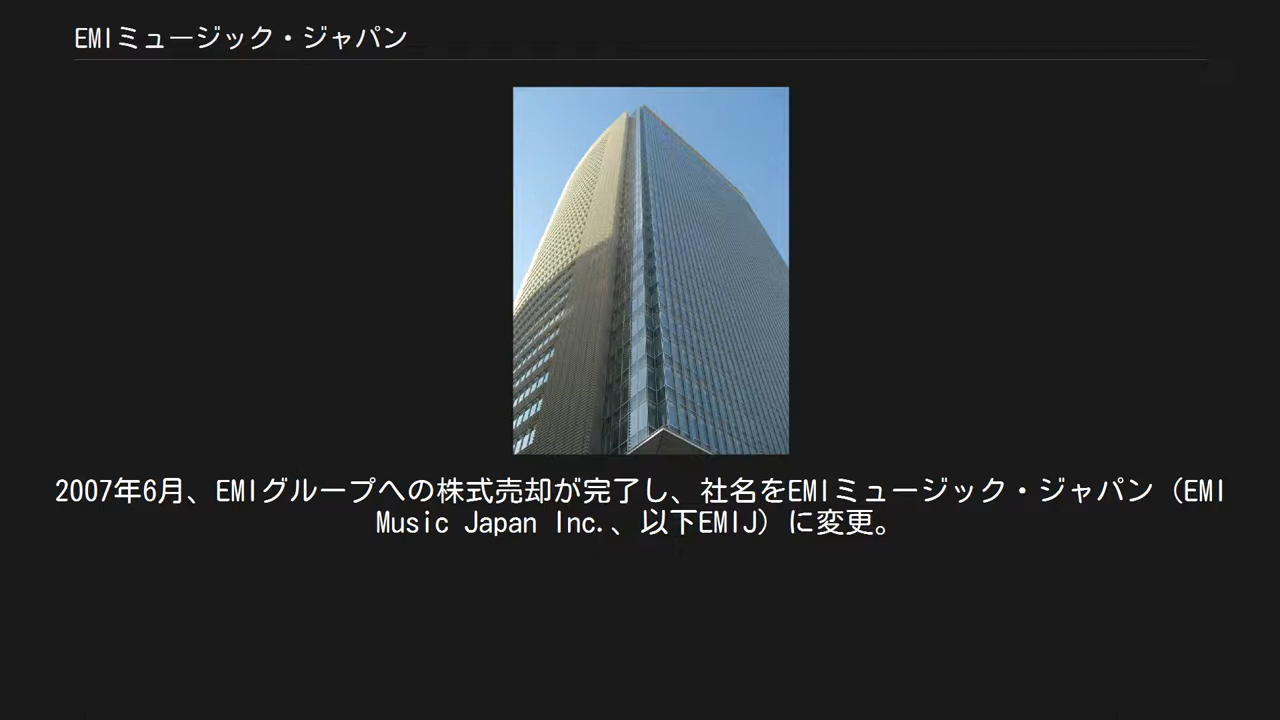 EMIミュージック・ジャパン
2007年6月、EMIグループへの株式売却が完了し、社名をEMIミュージック・ジャパン（EMI
Music Japan Inc.、以下EMIJ）に変更。